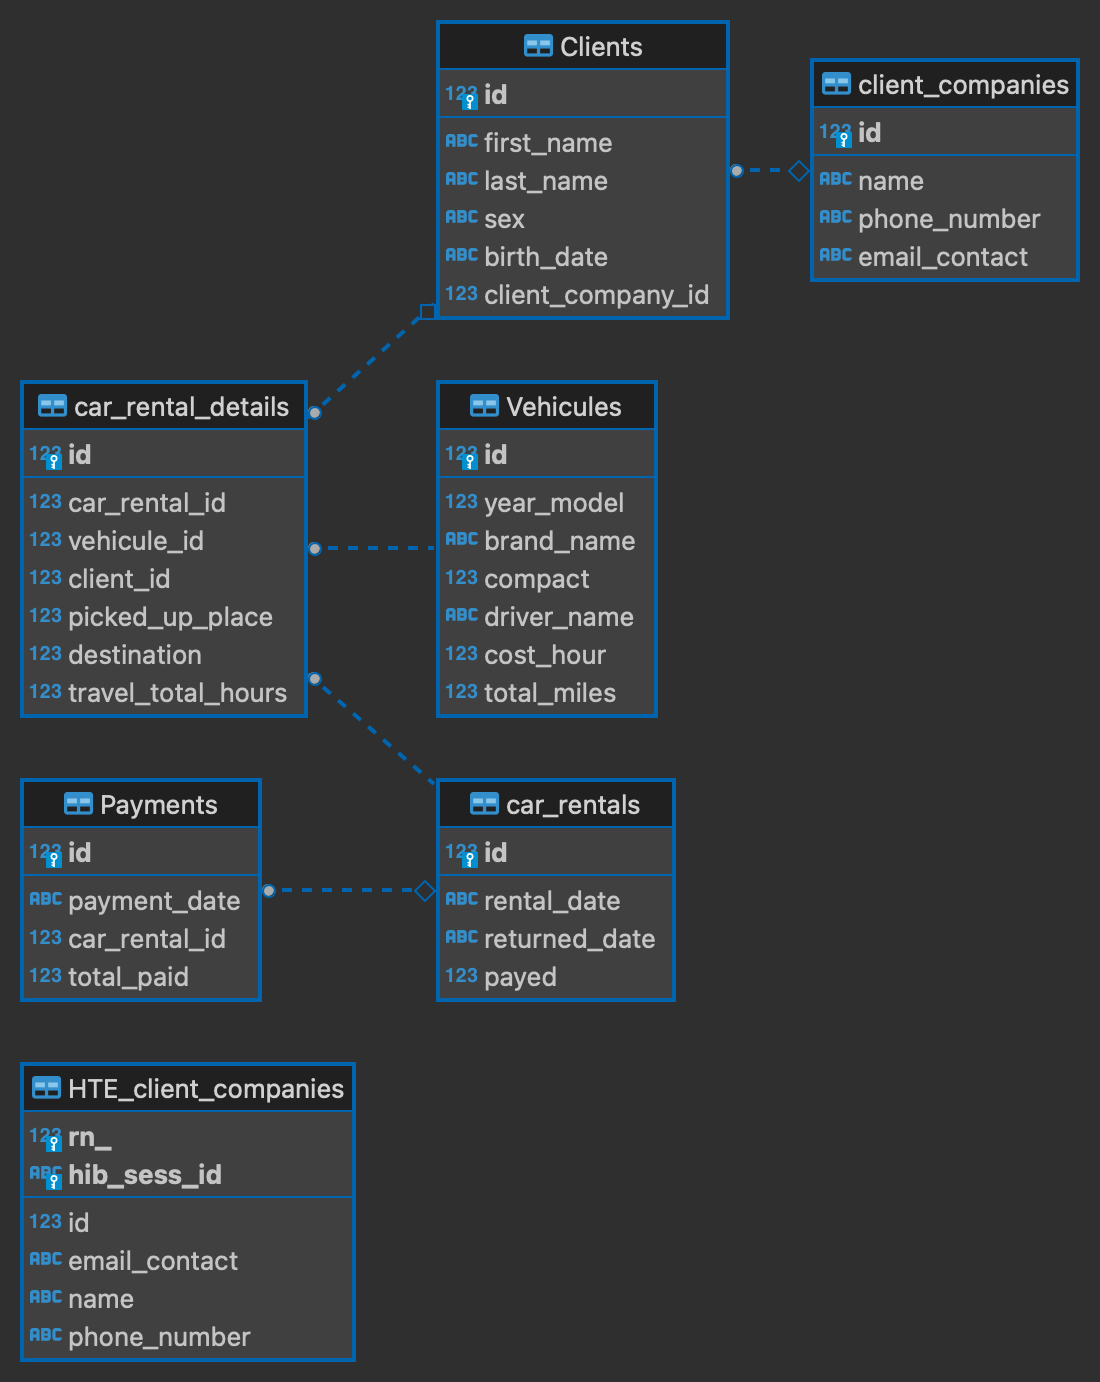 Clients
123 id
ABC first_name
ABC last_name
ABC sex
ABC birth_date
123 client_company_id
client_companies
123 id
ABC name
ABC phone_number
ABC email_contact
car_rental_details
123 id
123 car_rental_id
123 vehicule_id
123 client_id
123 picked_up_place
123 destination
123 travel_total_hours
Vehicules
123 id
123 year_model
ABC brand_name
123 compact
ABC driver_name
123 cost_hour
123 total_miles
Payments
123 id
ABC payment_date
123 car_rental_id
123 total_paid
car_rentals
123 id
ABC rental_date
ABC returned_date
123 payed
HTE_client_companies
123 rn_
ABC hib_sess_id
123 id
ABC email_contact
ABC name
ABC phone_number